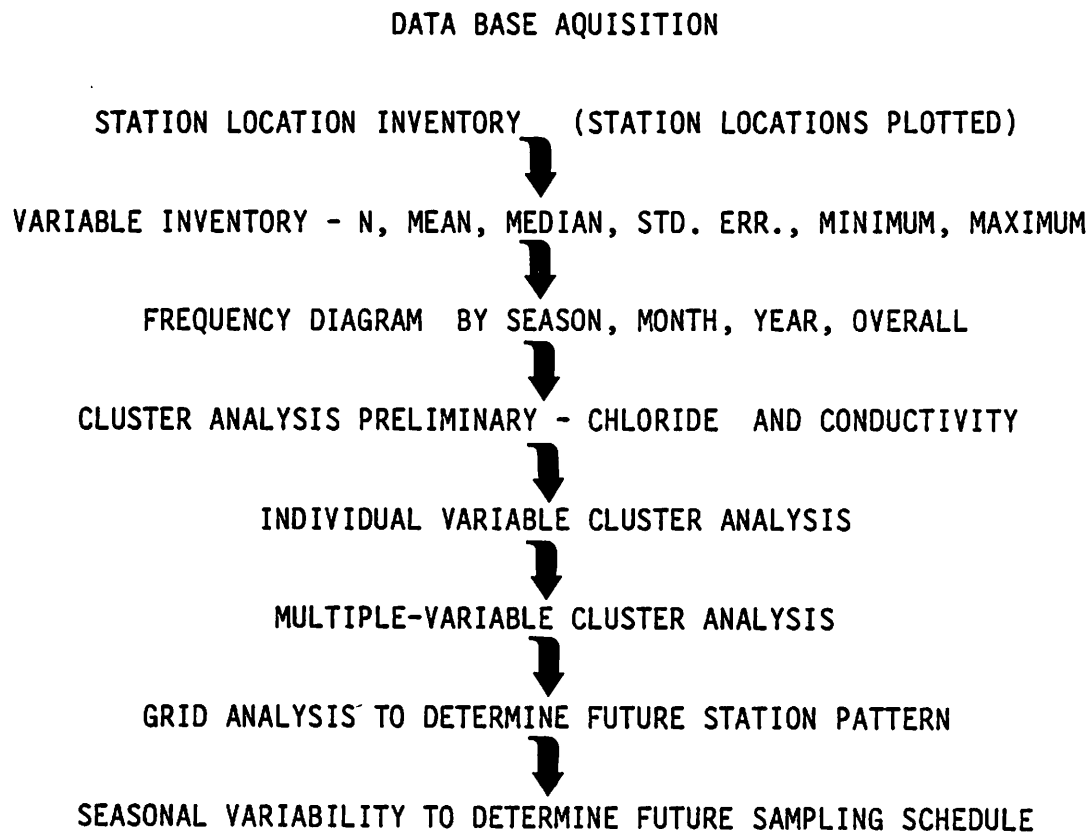 DATA BASE AQUISITION
STATION LOCATION INVENTORY (STATION LOCATIONS PLOTTED)
VARIABLE INVENTORY - N, MEAN, MEDIAN, STD. ERR., MINIMUM, MAXIMUM
FREQUENCY DIAGRAM BY SEASON, MONTH, YEAR, OVERALL
CLUSTER ANALYSIS PRELIMINARY - CHLORIDE AND CONDUCTIVITY
INDIVIDUAL VARIABLE CLUSTER ANALYSIS
MULTIPLE-VARIABLE CLUSTER ANALYSIS
GRID ANALYSIS TO DETERMINE FUTURE STATION PATTERN
SEASONAL VARIABILITY TO DETERMINE FUTURE SAMPLING SCHEDULE